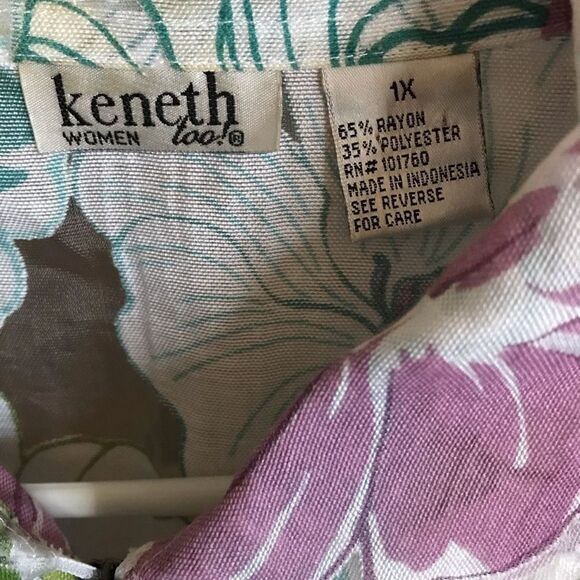 keneth
WOMEN too!®
1X
65% RAYON
35% POLYESTER
RN# 101760
MADE IN INDONESIA
SEE REVERSE
FOR CARE